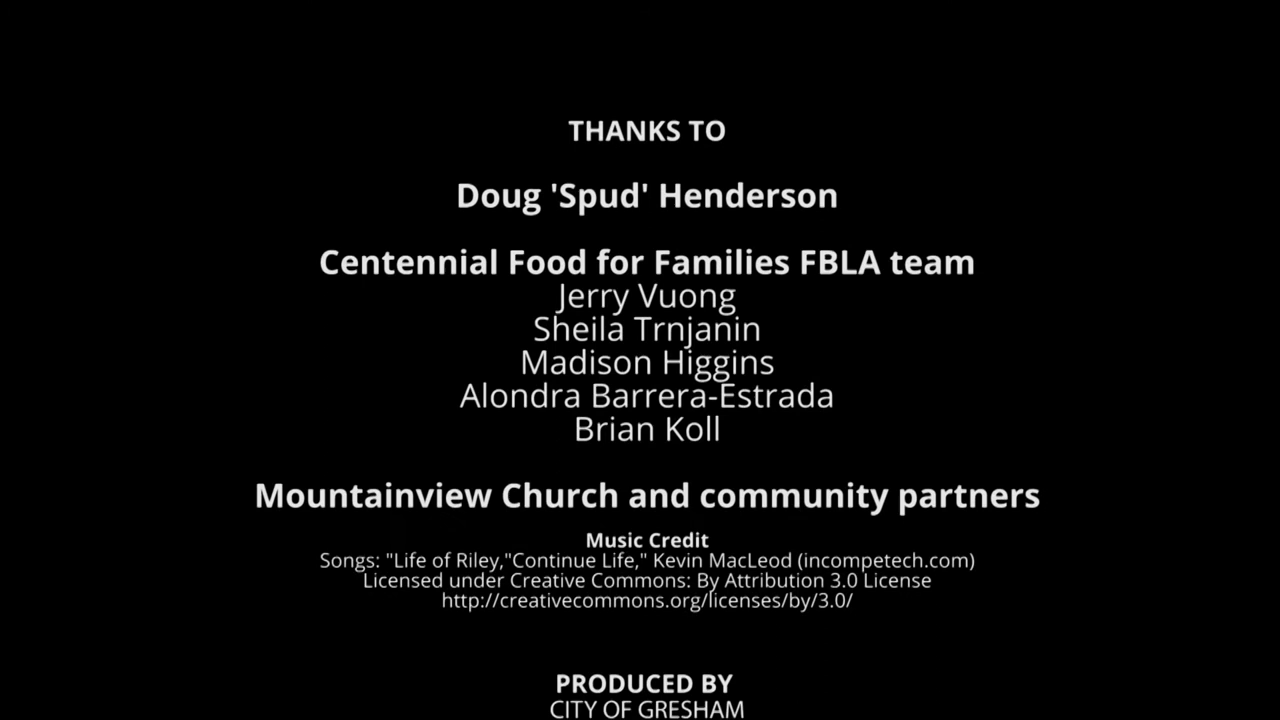 THANKS TO
Doug 'Spud' Henderson
Centennial Food for Families FBLA team
Jerry Vuong
Sheila Trnjanin
Madison Higgins
Alondra Barrera-Estrada
Brian Koll
Mountainview Church and community partners
Music Credit
Songs: "Life of Riley,"Continue Life," Kevin MacLeod (incompetech.com)
Licensed under Creative Commons: By Attribution 3.0 License
http://creativecommons.org/licenses/by/3.0/
PRODUCED BY
CITY OF GRESHAM